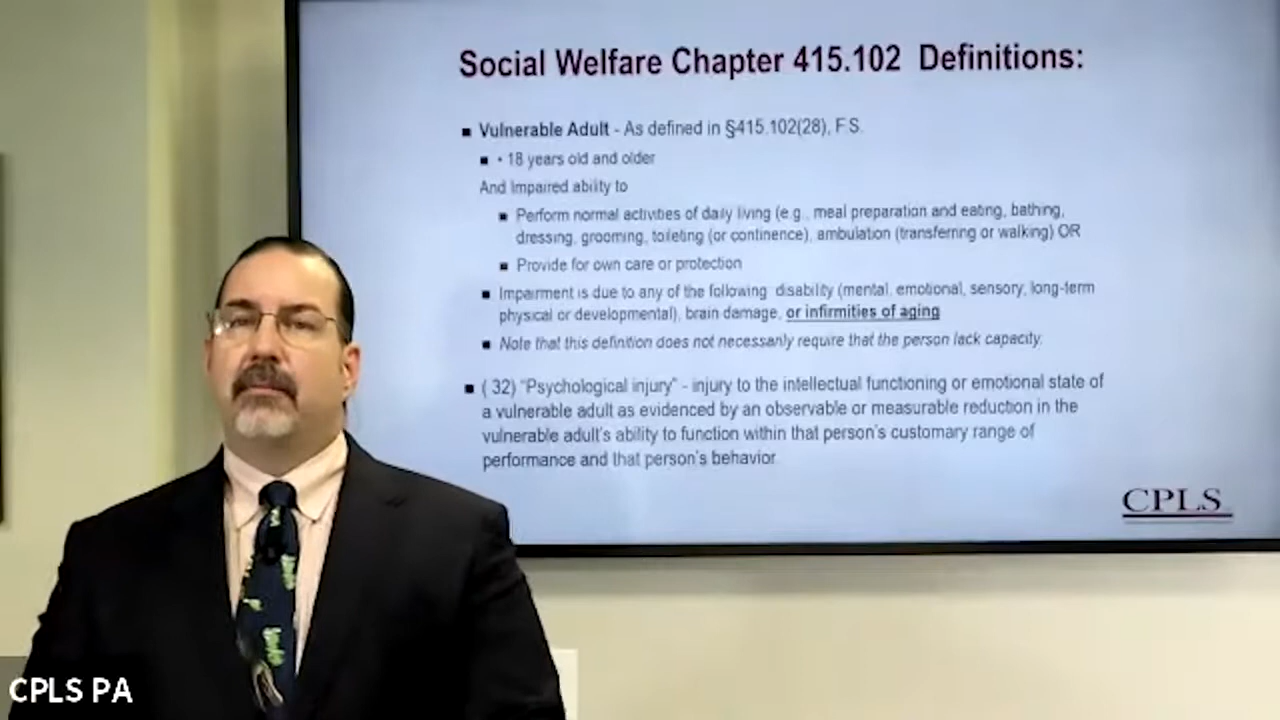 Social Welfare Chapter 415.102 Definitions:
Vulnerable Adult - As defined in §415.102(28), F.S.
• 18 years old and older
And Impaired ability to
Perform normal activities of daily living (e.g., meal preparation and eating, bathing,
dressing, grooming, toileting (or continence), ambulation (transferring or walking) OR
Provide for own care or protection
Impairment is due to any of the following disability (mental, emotional, sensory, long-term
physical or developmental), brain damage, or infirmities of aging
Note that this definition does not necessarily require that the person lack capacity.
( 32) "Psychological injury" - injury to the intellectual functioning or emotional state of
a vulnerable adult as evidenced by an observable or measurable reduction in the
vulnerable adult's ability to function within that person's customary range of
performance and that person's behavior.
CPLS
CPLS PA